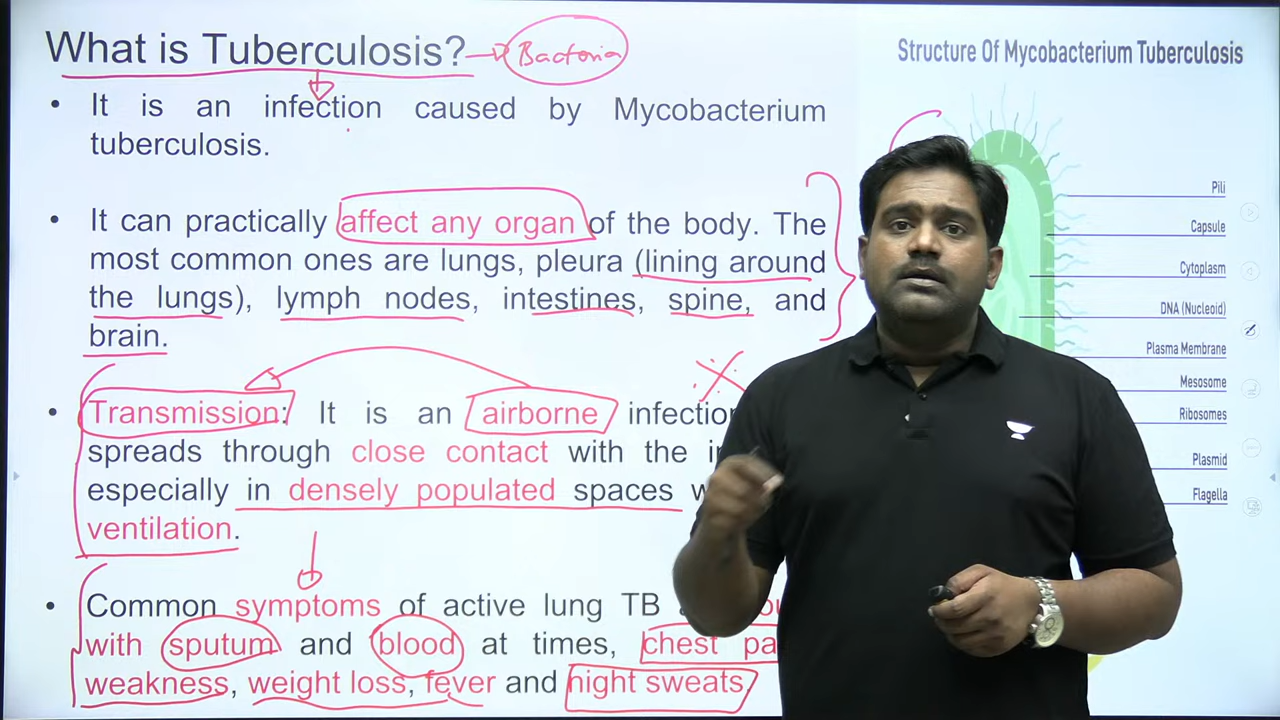 What is Tuberculosis? Bacteria
• It is an infection caused by Mycobacterium
tuberculosis.
• It can practically affect any organ of the body. The
most common ones are lungs, pleura (lining around
the lungs), lymph nodes, intestines, spine, and
brain.
• Transmission: It is an airborne infection
spreads through close contact with the
especially in densely populated spaces
ventilation.
• Common symptoms of active lung TB
with sputum and blood at times, chest
weakness, weight loss, fever and night sweats.
Structure Of Mycobacterium Tuberculosis
Pili
Capsule
Cytoplasm
DNA (Nucleoid)
Plasma Membrane
Mesosome
Ribosomes
Plasmid
Flagella